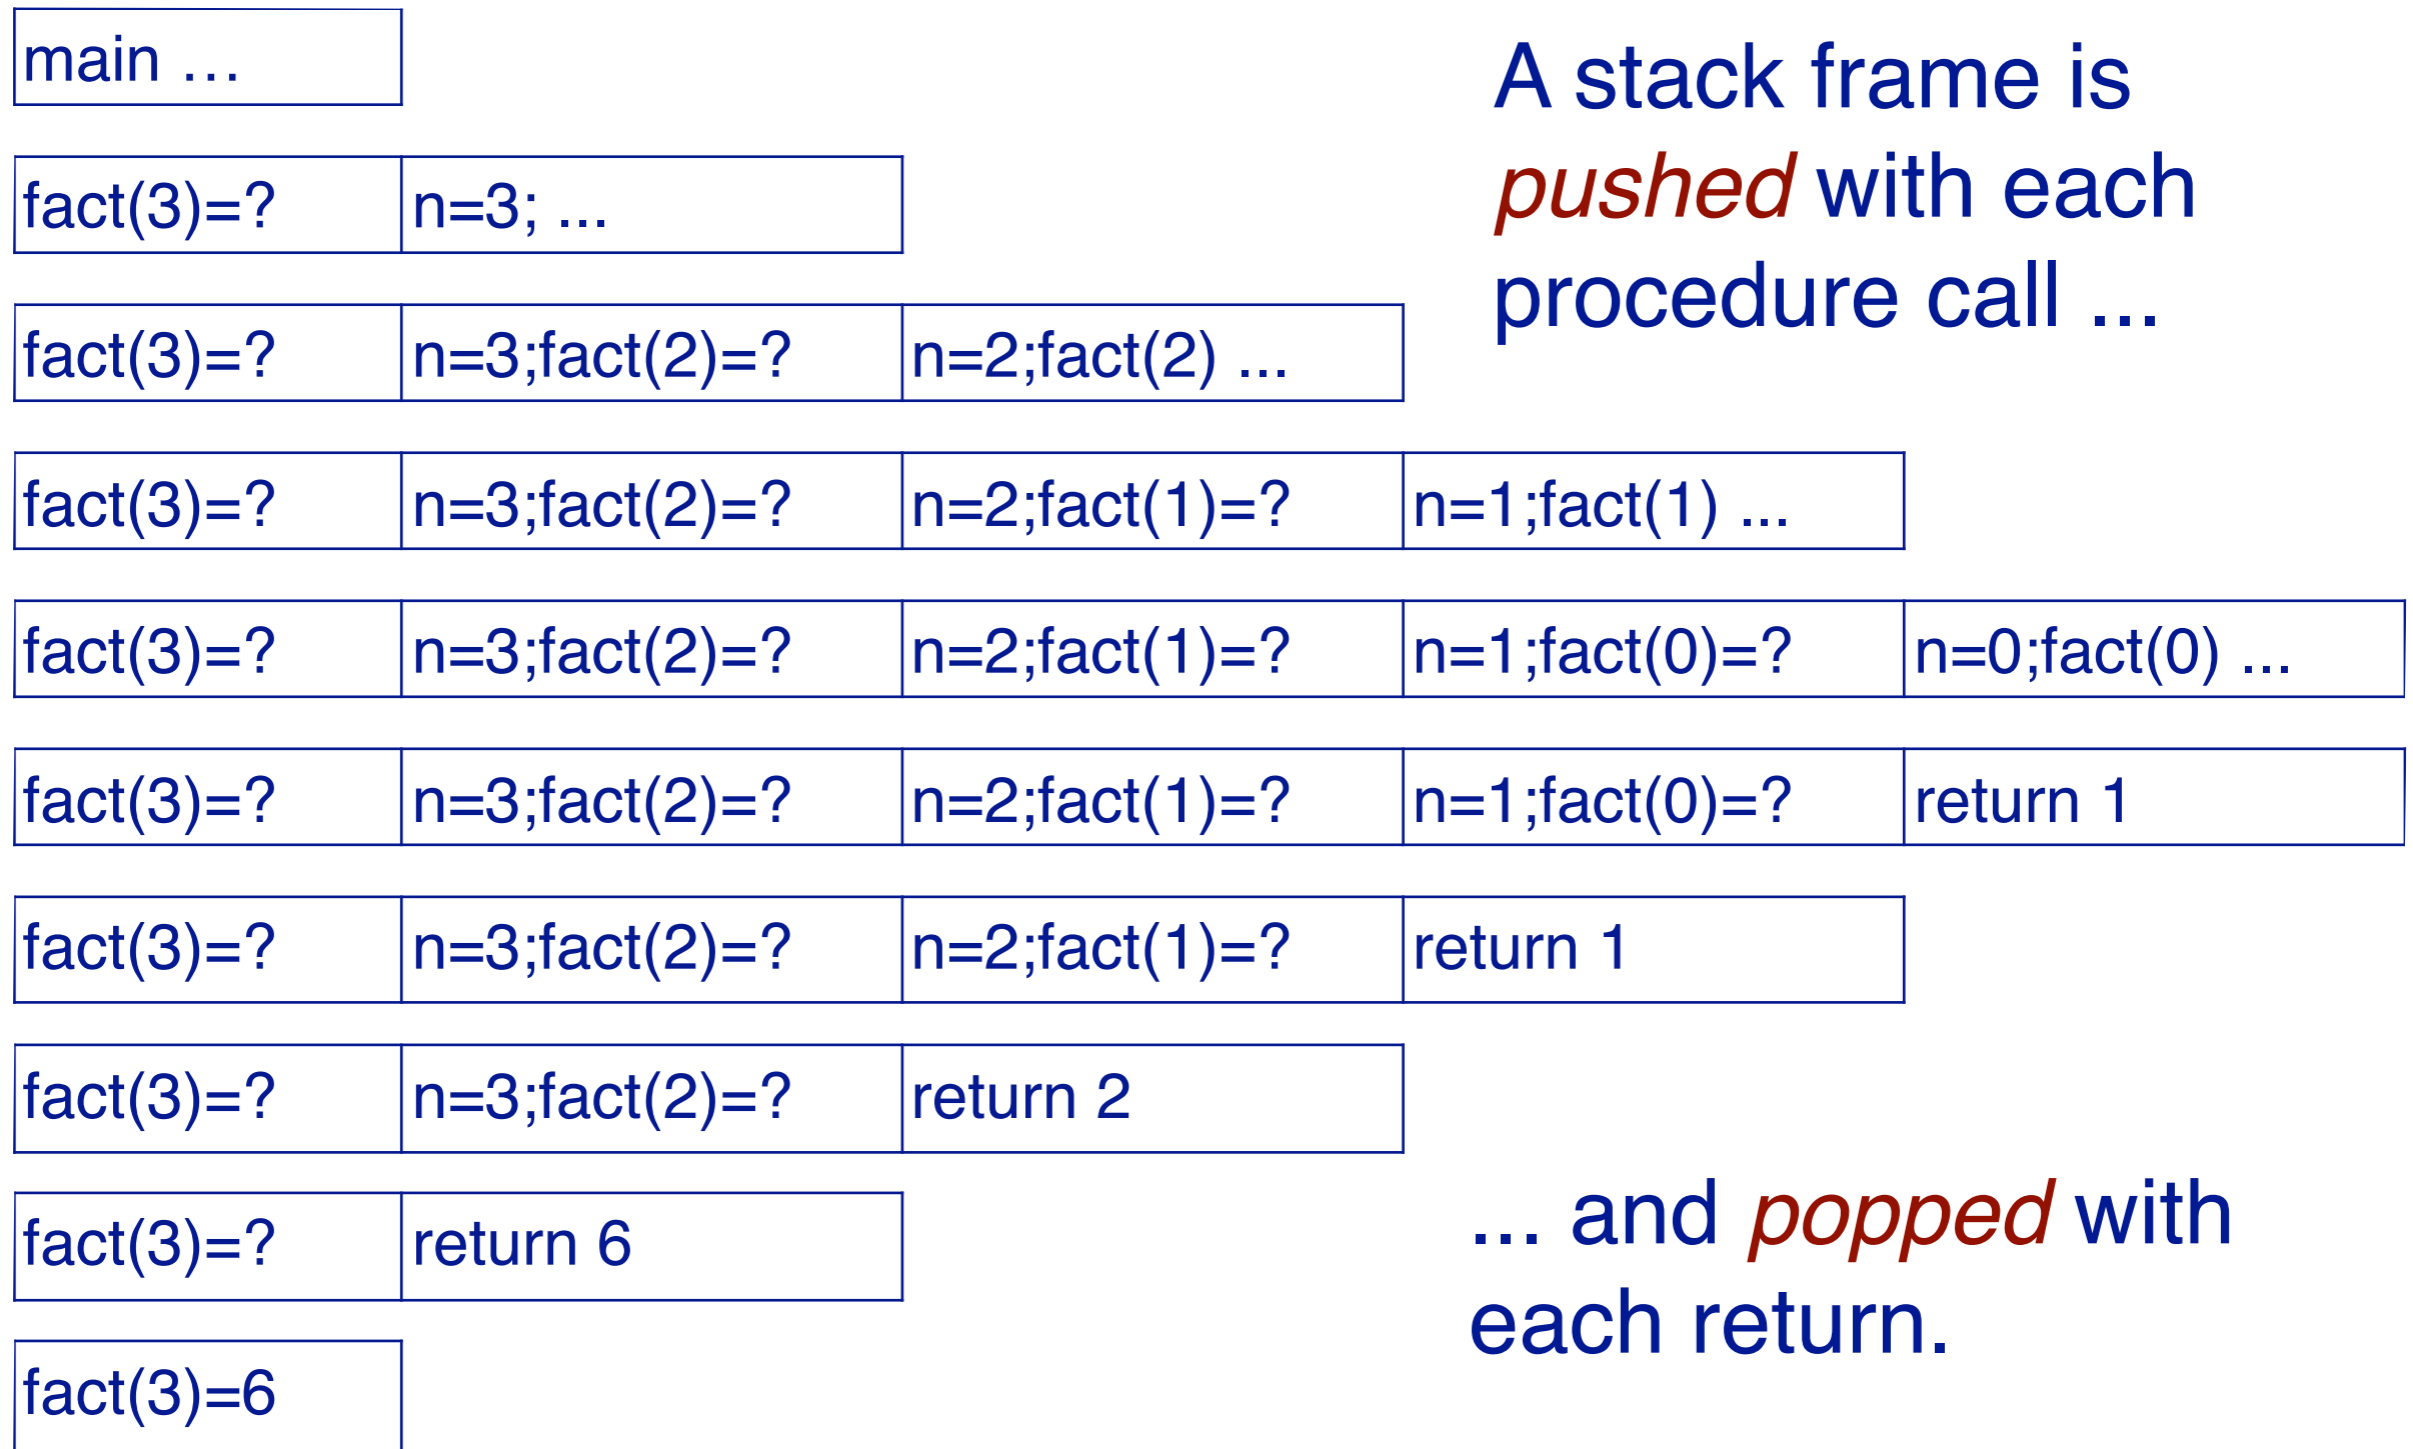 main …
A stack frame is
pushed with each
procedure call ...
fact(3)=? n=3; ...
fact(3)=? n=3;fact(2)=? n=2;fact(2) ...
fact(3)=? n=3;fact(2)=? n=2;fact(1)=? n=1;fact(1) ...
fact(3)=? n=3;fact(2)=? n=2;fact(1)=? n=1;fact(0)=? n=0;fact(0) ...
fact(3)=? n=3;fact(2)=? n=2;fact(1)=? n=1;fact(0)=? return 1
fact(3)=? n=3;fact(2)=? n=2;fact(1)=? return 1
fact(3)=? n=3;fact(2)=? return 2
fact(3)=? return 6
... and popped with
each return.
fact(3)=6